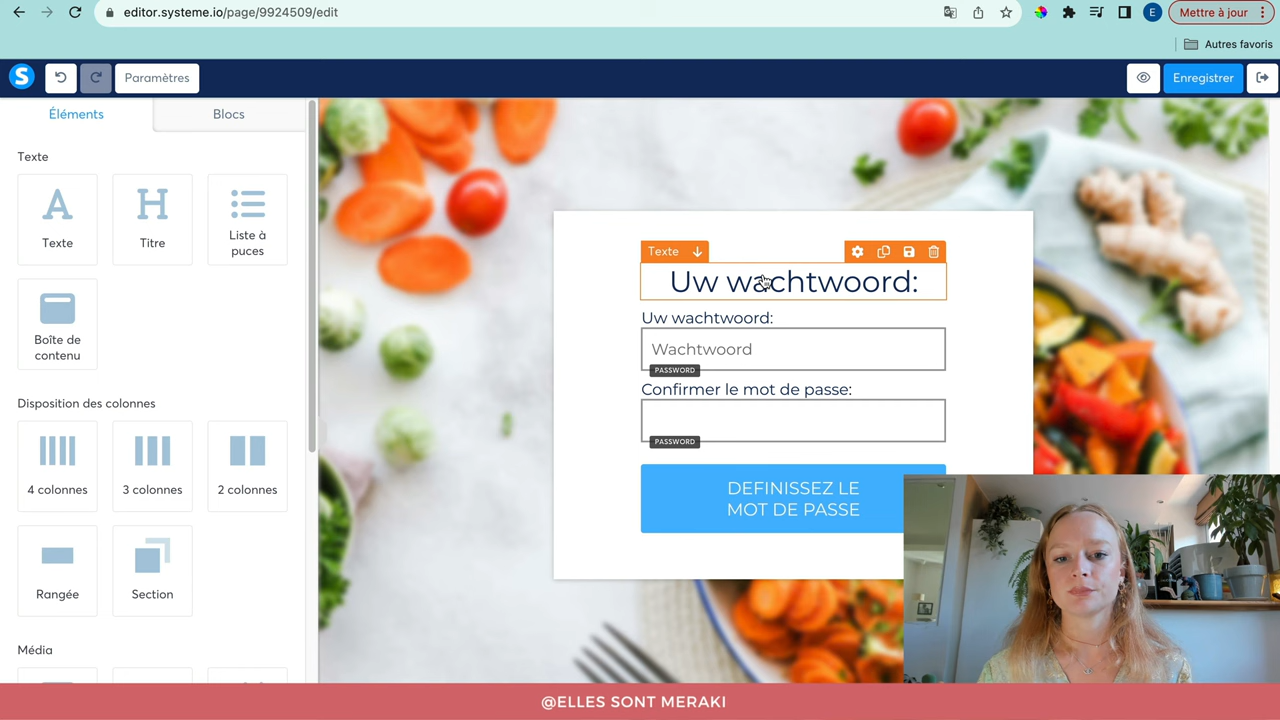 editor.systeme.io/page/9924509/edit
E
Mettre à jour
Autres favoris
S
Paramètres
Enregistrer
Éléments
Blocs
Texte
Texte
Titre
Liste à
puces
Boîte de
contenu
Disposition des colonnes
4 colonnes
3 colonnes
2 colonnes
Rangée
Section
Média
Texte
Uw wachtwoord:
Uw wachtwoord:
Wachtwoord
PASSWORD
Confirmer le mot de passe:
PASSWORD
DEFINISSEZ LE
MOT DE PASSE
@ELLES SONT MERAKI